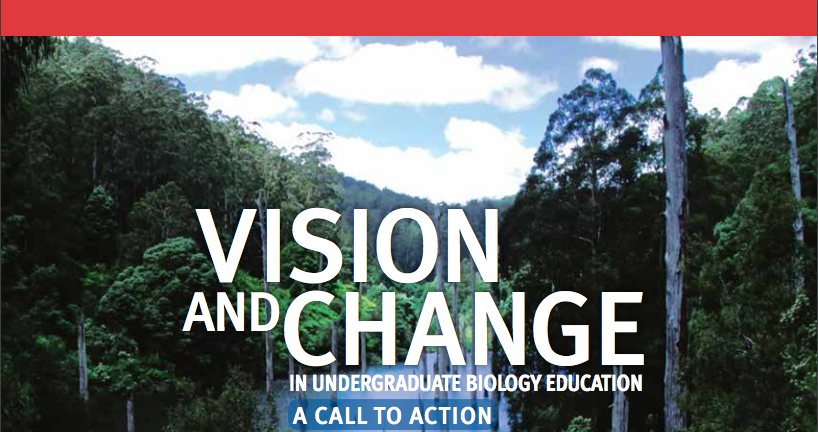 VISION
AND CHANGE
IN UNDERGRADUATE BIOLOGY EDUCATION
A CALL TO ACTION